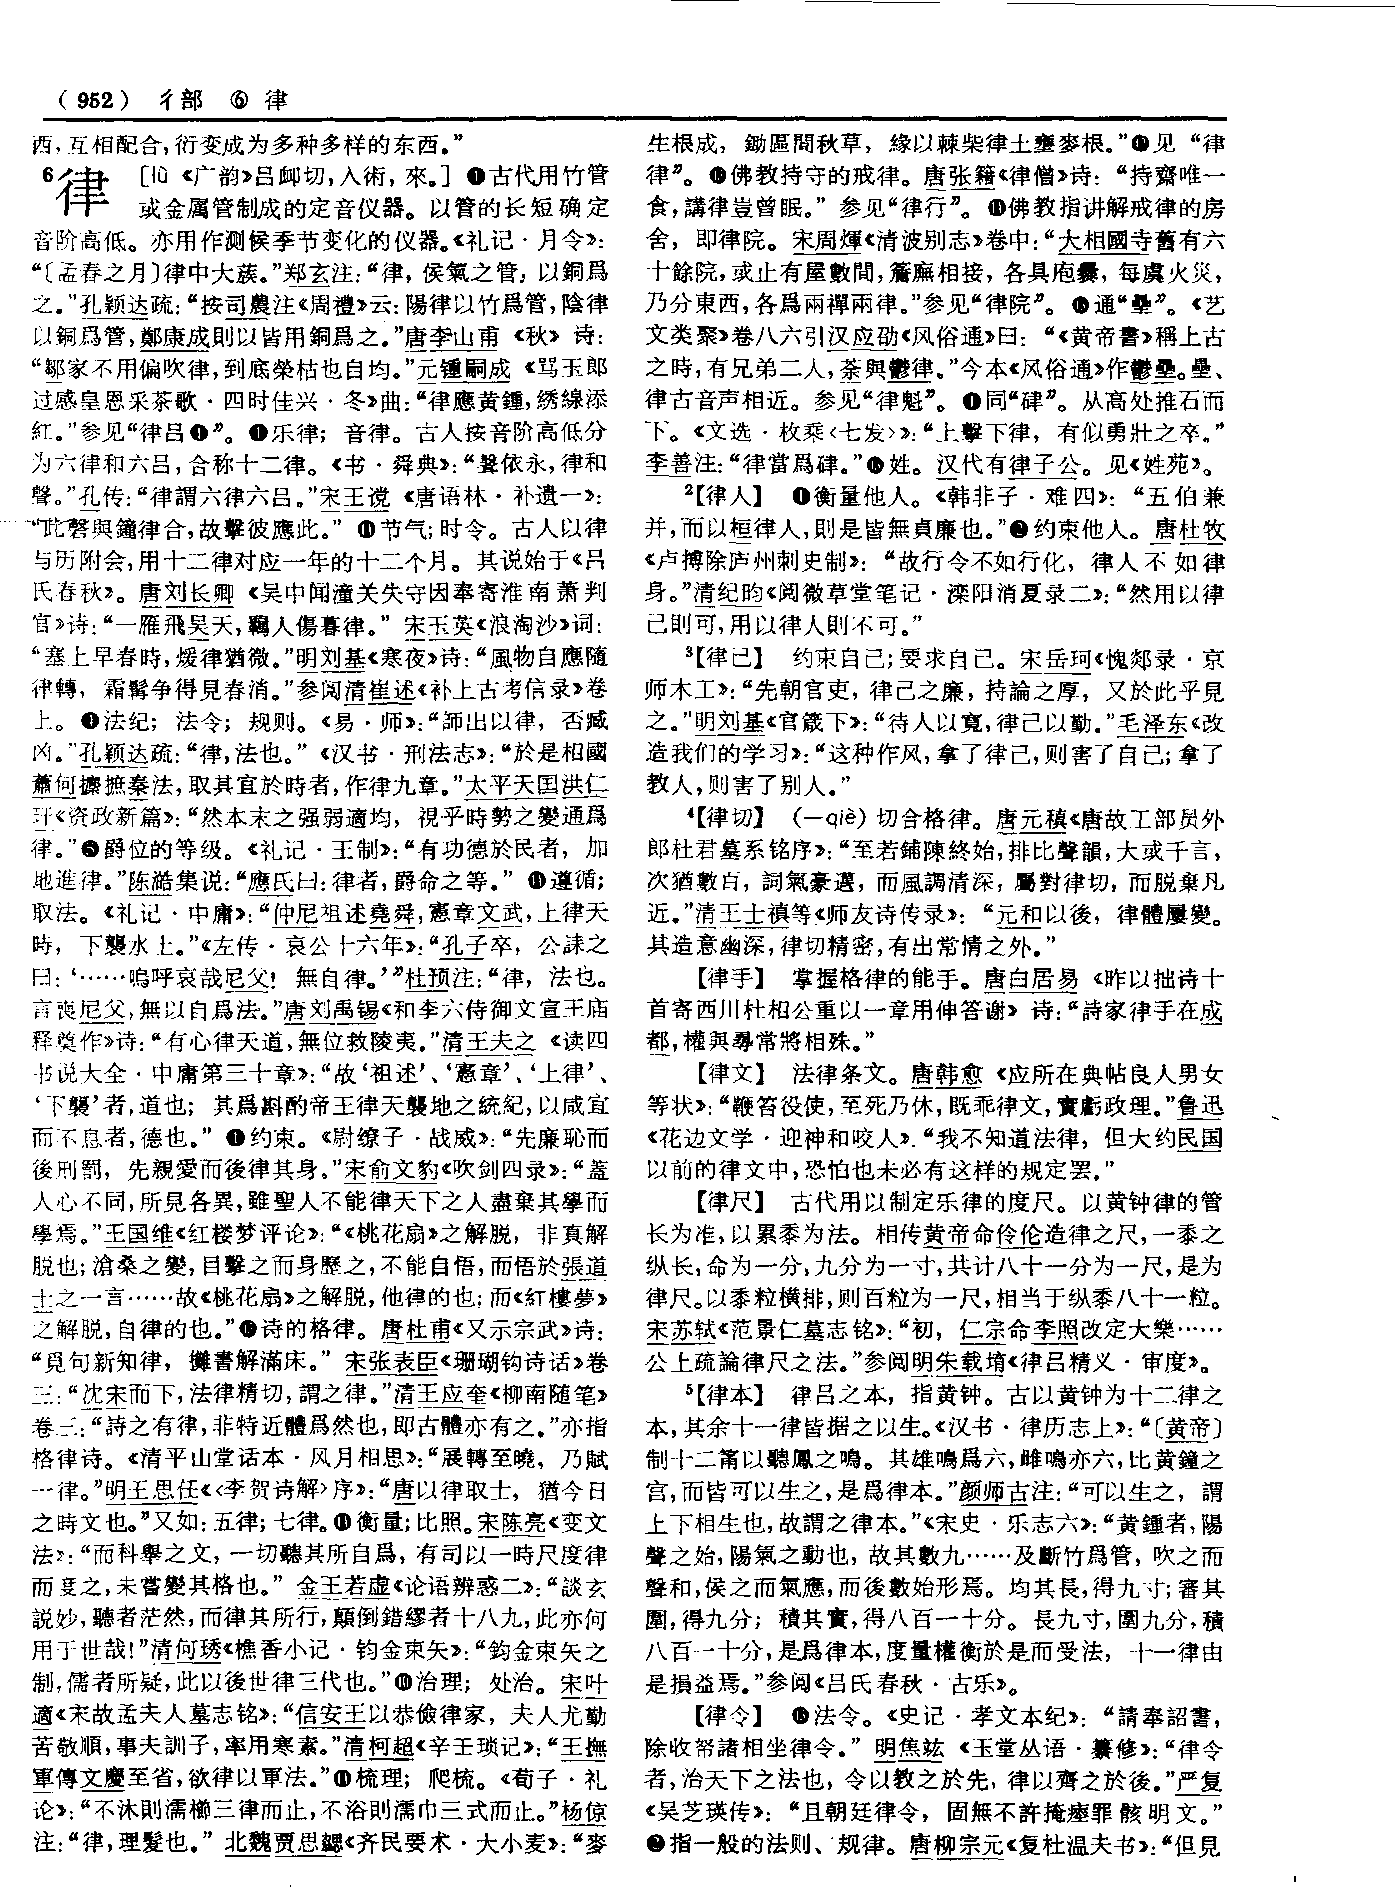 （952） 彳部 ⑥ 律
西，互相配合，衍变成为多种多样的东西。”
6律 [lǜ 《广韵》吕卹切，入術，來。] ❶古代用竹管
或金属管制成的定音仪器。以管的长短确定
音阶高低。亦用作测候季节变化的仪器。《礼记·月令》：
“〔孟春之月〕律中大蔟。”郑玄注：“律，侯氣之管，以銅爲
之。”孔颖达疏：“按司農注《周禮》云：陽律以竹爲管，陰律
以銅爲管，鄭康成則以皆用銅爲之。”唐李山甫《秋》诗：
“鄒家不用偏吹律，到底榮枯也自均。”元锺嗣成《骂玉郎
过感皇恩采茶歌·四时佳兴·冬》曲：“律應黄鍾，绣線添
紅。”参见“律吕❶”。乐律；音律。古人按音阶高低分
为六律和六吕，合称十二律。《书·舜典》：“聲依永，律和
聲。”孔传：“律謂六律六吕。”宋王谠《唐语林·补遗一》：
“此磬與鐘律合，故擊彼應此。”节气；时令。古人以律
与历附会，用十二律对应一年的十二个月。其说始于《吕
氏春秋》。唐刘长卿《吴中闻潼关失守因奉寄淮南萧判
官》诗：“一雁飛吴天，羈人傷暮律。”宋玉英《浪淘沙》词：
“塞上早春時，煖律猶微。”明刘基《寒夜》诗：“風物自應隨
律轉，霜髯争得見春消。”参阅清崔述《补上古考信录》卷
上。法纪；法令；规则。《易·师》：“師出以律，否臧
凶。”孔颖达疏：“律，法也。”《汉书·刑法志》：“於是相國
蕭何攈摭秦法，取其宜於時者，作律九章。”太平天国洪仁
玕《资政新篇》：“然本末之强弱適均，視乎時勢之變通爲
律。”❺爵位的等级。《礼记·王制》：“有功德於民者，加
地進律。”陈澔集说：“應氏曰：律者，爵命之等。”遵循；
取法。《礼记·中庸》：“仲尼祖述堯舜，憲章文武，上律天
時，下襲水土。”《左传·哀公十六年》：“孔子卒，公誄之
曰：‘……嗚呼哀哉尼父！無自律。’”杜预注：“律，法也。
言喪尼父，無以自爲法。”唐刘禹锡《和李六侍御文宣王庙
释奠作》诗：“有心律天道，無位救陵夷。”清王夫之《读四
书说大全·中庸第三十章》：“故‘祖述’、‘憲章’、‘上律’、
‘下襲’者，道也；其爲斟酌帝王律天襲地之統紀，以咸宜
而不息者，德也。”约束。《尉缭子·战威》：“先廉恥而
後刑罰，先親愛而後律其身。”宋俞文豹《吹剑四录》：“蓋
人心不同，所見各異，雖聖人不能律天下之人盡棄其學而
學焉。”王国维《红楼梦评论》：“《桃花扇》之解脱，非真解
脱也；滄桑之變，目擊之而身歷之，不能自悟，而悟於張道
士之一言……故《桃花扇》之解脱，他律的也；而《紅樓夢》
之解脱，自律的也。”诗的格律。唐杜甫《又示宗武》诗：
“覓句新知律，攤書解滿床。”宋张表臣《珊瑚钩诗话》卷
三：“沈宋而下，法律精切，謂之律。”清王应奎《柳南随笔》
卷三：“詩之有律，非特近體爲然也，即古體亦有之。”亦指
格律诗。《清平山堂话本·风月相思》：“展轉至曉，乃賦
一律。”明王思任《〈李贺诗解〉序》：“唐以律取士，猶今日
之時文也。”又如：五律；七律。衡量；比照。宋陈亮《变文
法》：“而科舉之文，一切聽其所自爲，有司以一時尺度律
而度之，未嘗變其格也。”金王若虚《论语辨惑二》：“談玄
説妙，聽者茫然，而律其所行，顛倒錯繆者十八九，此亦何
用于世哉！”清何琇《樵香小记·钧金束矢》：“鈞金束矢之
制，儒者所疑，此以後世律三代也。”治理；处治。宋叶
適《宋故孟夫人墓志铭》：“信安王以恭儉律家，夫人尤勤
苦敬順，事夫訓子，率用寒素。”清柯超《辛壬琐记》：“王撫
軍傳文慶至省，欲律以軍法。”梳理；爬梳。《荀子·礼
论》：“不沐則濡櫛三律而止，不浴則濡巾三式而止。”杨倞
注：“律，理髮也。”北魏贾思勰《齐民要术·大小麦》：“麥
生根成，鋤區間秋草，緣以棘柴律土壅麥根。”见“律
律”。佛教持守的戒律。唐张籍《律僧》诗：“持齋唯一
食，講律豈曾眠。”参见“律行”。佛教指讲解戒律的房
舍，即律院。宋周煇《清波别志》卷中：“大相國寺舊有六
十餘院，或止有屋數間，簷廡相接，各具庖爨，每虞火災，
乃分東西，各爲兩禪兩律。”参见“律院”。通“壘”。《艺
文类聚》卷八六引汉应劭《风俗通》曰：“《黄帝書》稱上古
之時，有兄弟二人，荼與鬱律。”今本《风俗通》作鬱壘。壘、
律古音声相近。参见“律魁”。同“硉”。从高处推石而
下。《文选·枚乘〈七发〉》：“上擊下律，有似勇壯之卒。”
李善注：“律當爲硉。”姓。汉代有律子公。见《姓苑》。
2【律人】 ❶衡量他人。《韩非子·难四》：“五伯兼
并，而以桓律人，則是皆無貞廉也。”❷约束他人。唐杜牧
《卢搏除庐州刺史制》：“故行令不如行化，律人不如律
身。”清纪昀《阅微草堂笔记·滦阳消夏录二》：“然用以律
己則可，用以律人則不可。”
3【律己】 约束自己；要求自己。宋岳珂《愧郯录·京
师木工》：“先朝官吏，律己之廉，持論之厚，又於此乎見
之。”明刘基《官箴下》：“待人以寬，律己以勤。”毛泽东《改
造我们的学习》：“这种作风，拿了律己，则害了自己；拿了
教人，则害了别人。”
4【律切】 （—qiè）切合格律。唐元稹《唐故工部员外
郎杜君墓系铭序》：“至若鋪陳終始，排比聲韻，大或千言，
次猶數百，詞氣豪邁，而風調清深，屬對律切，而脱棄凡
近。”清王士禛等《师友诗传录》：“元和以後，律體屢變。
其造意幽深，律切精密，有出常情之外。”
【律手】 掌握格律的能手。唐白居易《昨以拙诗十
首寄西川杜相公重以一章用伸答谢》诗：“詩家律手在成
都，權與尋常將相殊。”
【律文】 法律条文。唐韩愈《应所在典帖良人男女
等状》：“鞭笞役使，至死乃休，既乖律文，實虧政理。”鲁迅
《花边文学·迎神和咬人》：“我不知道法律，但大约民国
以前的律文中，恐怕也未必有这样的规定罢。”
【律尺】 古代用以制定乐律的度尺。以黄钟律的管
长为准，以累黍为法。相传黄帝命伶伦造律之尺，一黍之
纵长，命为一分，九分为一寸，共计八十一分为一尺，是为
律尺。以黍粒横排，则百粒为一尺，相当于纵黍八十一粒。
宋苏轼《范景仁墓志铭》：“初，仁宗命李照改定大樂……
公上疏論律尺之法。”参阅明朱载堉《律吕精义·审度》。
5【律本】 律吕之本，指黄钟。古以黄钟为十二律之
本，其余十一律皆据之以生。《汉书·律历志上》：“〔黄帝〕
制十二筩以聽鳳之鳴。其雄鳴爲六，雌鳴亦六，比黄鐘之
宫，而皆可以生之，是爲律本。”颜师古注：“可以生之，謂
上下相生也，故謂之律本。”《宋史·乐志六》：“黄鍾者，陽
聲之始，陽氣之動也，故其數九……及斷竹爲管，吹之而
聲和，侯之而氣應，而後數始形焉。均其長，得九寸；審其
圍，得九分；積其實，得八百一十分。長九寸，圍九分，積
八百一十分，是爲律本，度量權衡於是而受法，十一律由
是損益焉。”参阅《吕氏春秋·古乐》。
【律令】 法令。《史记·孝文本纪》：“請奉詔書，
除收帑諸相坐律令。”明焦竑《玉堂丛语·纂修》：“律令
者，治天下之法也，令以教之於先，律以齊之於後。”严复
《吴芝瑛传》：“且朝廷律令，固無不許掩瘞罪骸明文。”
❷指一般的法则、规律。唐柳宗元《复杜温夫书》：“但見